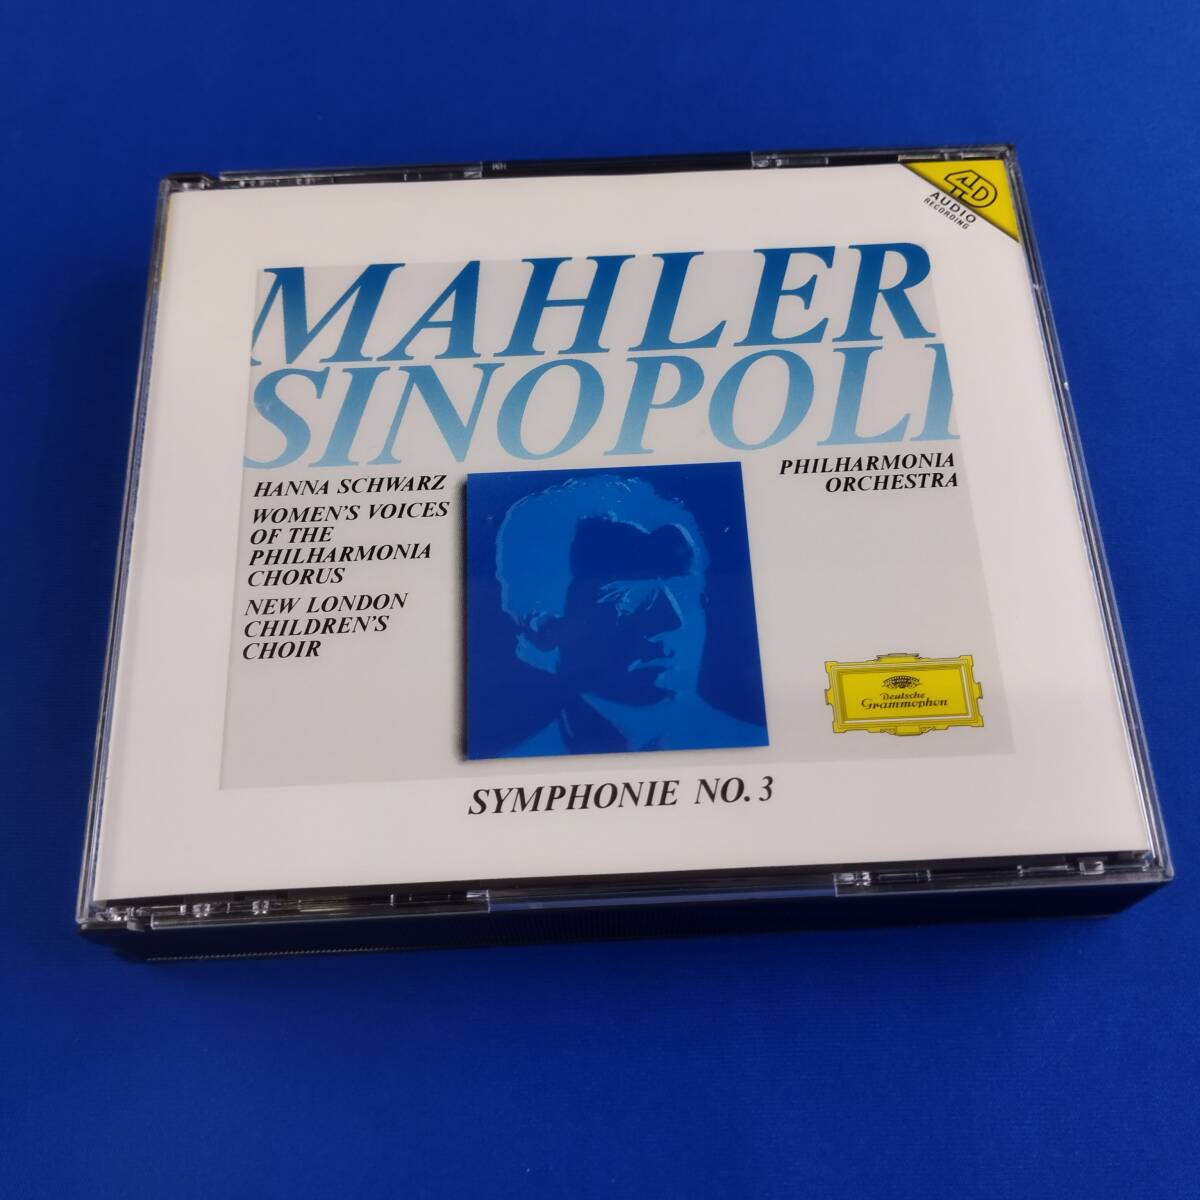 4D
AUDIO
RECORDING
MAHLER
SINOPOLI
HANNA SCHWARZ
WOMEN'S VOICES
OF THE
PHILHARMONIA
CHORUS
NEW LONDON
CHILDREN'S
CHOIR
PHILHARMONIA
ORCHESTRA
Deutsche
Grammophon
SYMPHONIE NO. 3